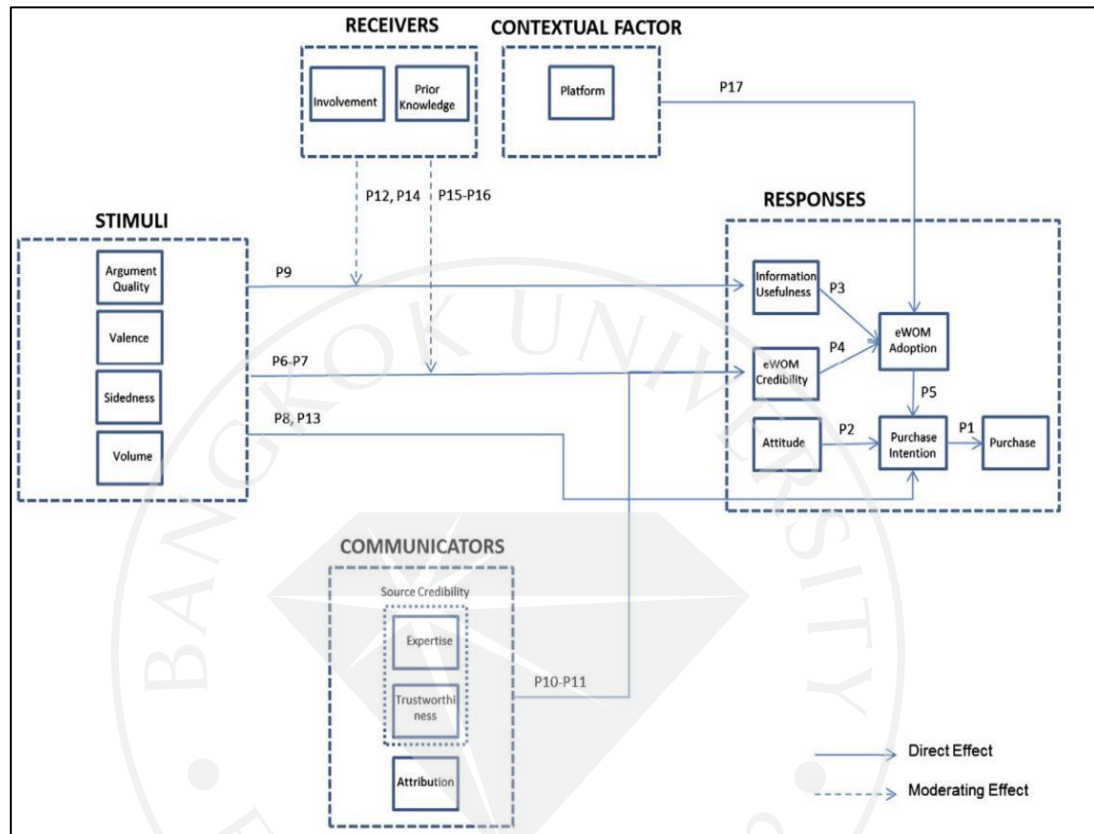 RECEIVERS
CONTEXTUAL FACTOR
Involvement
Prior
Knowledge
Platform
P17
P12, P14
P15-P16
STIMULI
RESPONSES
Argument
Quality
Valence
Sidedness
Volume
P9
P6-P7
P8, P13
Information
Usefulness
P3
eWOM
Adoption
P4
eWOM
Credibility
P5
Attitude
P2
Purchase
Intention
P1
Purchase
COMMUNICATORS
Source Credibility
Expertise
Trustworthi
ness
Attribution
P10-P11
Direct Effect
Moderating Effect
BANGKOK UNIVERSITY